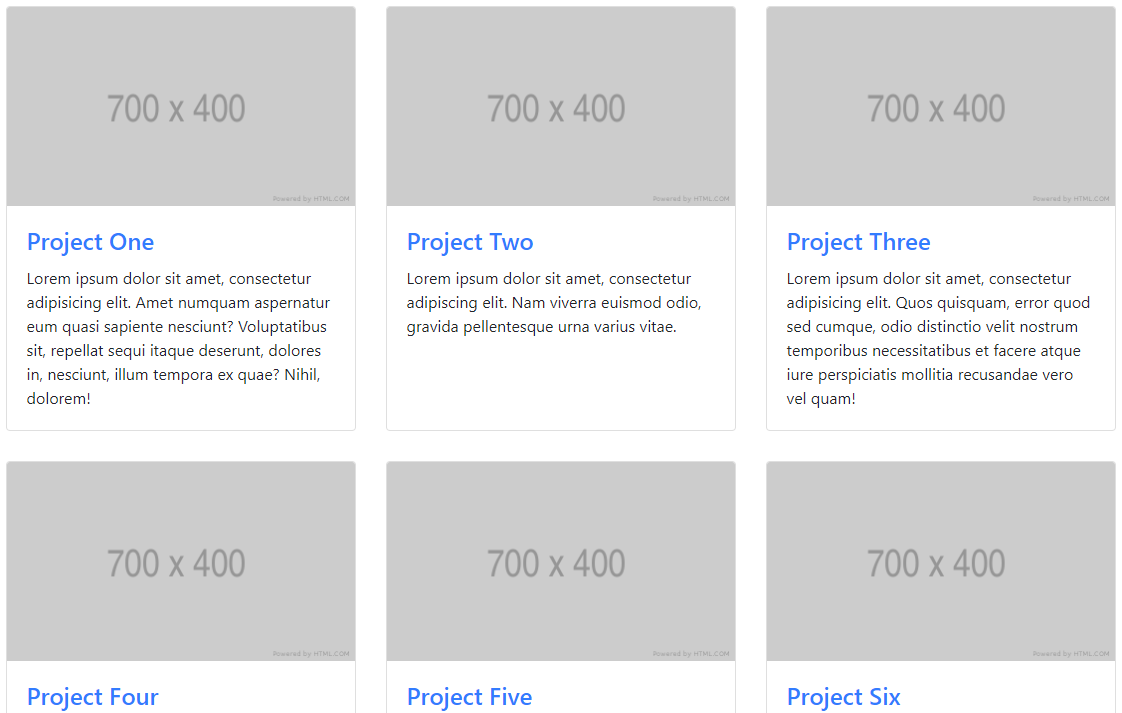 700 x 400
Powered by HTML.COM
700 x 400
Powered by HTML.COM
700 x 400
Powered by HTML.COM
Project One
Lorem ipsum dolor sit amet, consectetur
adipisicing elit. Amet numquam aspernatur
eum quasi sapiente nesciunt? Voluptatibus
sit, repellat sequi itaque deserunt, dolores
in, nesciunt, illum tempora ex quae? Nihil,
dolorem!
Project Two
Lorem ipsum dolor sit amet, consectetur
adipiscing elit. Nam viverra euismod odio,
gravida pellentesque urna varius vitae.
Project Three
Lorem ipsum dolor sit amet, consectetur
adipisicing elit. Quos quisquam, error quod
sed cumque, odio distinctio velit nostrum
temporibus necessitatibus et facere atque
iure perspiciatis mollitia recusandae vero
vel quam!
700 x 400
Powered by HTML.COM
700 x 400
Powered by HTML.COM
700 x 400
Powered by HTML.COM
Project Four
Project Five
Project Six